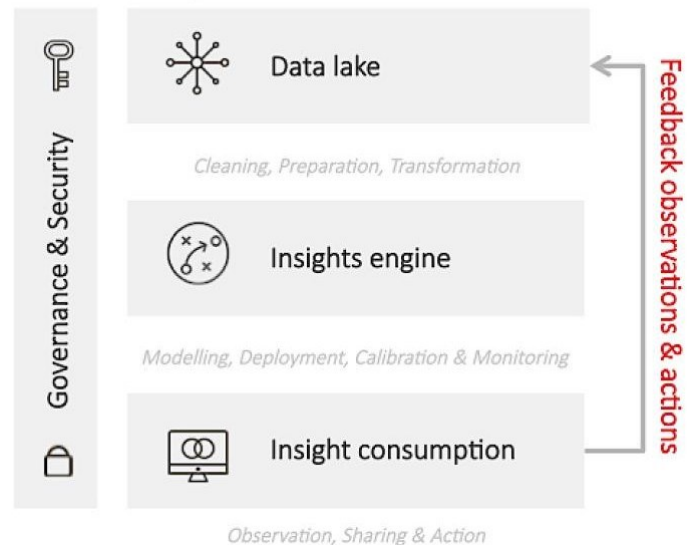 Governance & Security
Data lake
Cleaning, Preparation, Transformation
Insights engine
Modelling, Deployment, Calibration & Monitoring
Insight consumption
Observation, Sharing & Action
Feedback observations & actions